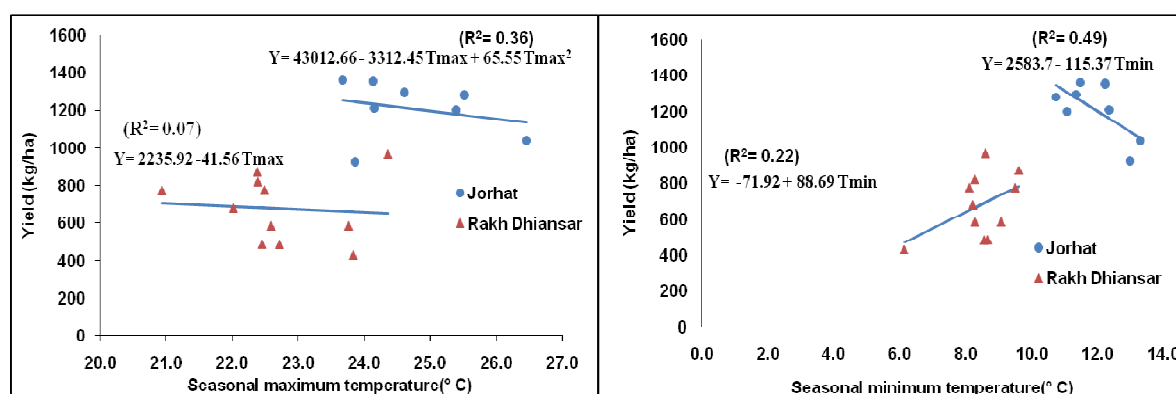 (R²= 0.36)
Y= 43012.66- 3312.45 Tmax + 65.55 Tmax²
(R²= 0.07)
Y= 2235.92 -41.56 Tmax
Yield (kg/ha)
1600
1400
1200
1000
800
600
400
200
0
Jorhat
Rakh Dhiansar
20.0 21.0 22.0 23.0 24.0 25.0 26.0 27.0
Seasonal maximum temperature(° C)
(R²= 0.49)
Y= 2583.7 - 115.37 Tmin
(R²= 0.22)
Y= -71.92 + 88.69 Tmin
Yield (kg/ha)
1600
1400
1200
1000
800
600
400
200
0
Jorhat
Rakh Dhiansar
0.0 2.0 4.0 6.0 8.0 10.0 12.0 14.0
Seasonal minimum temperature(° C)